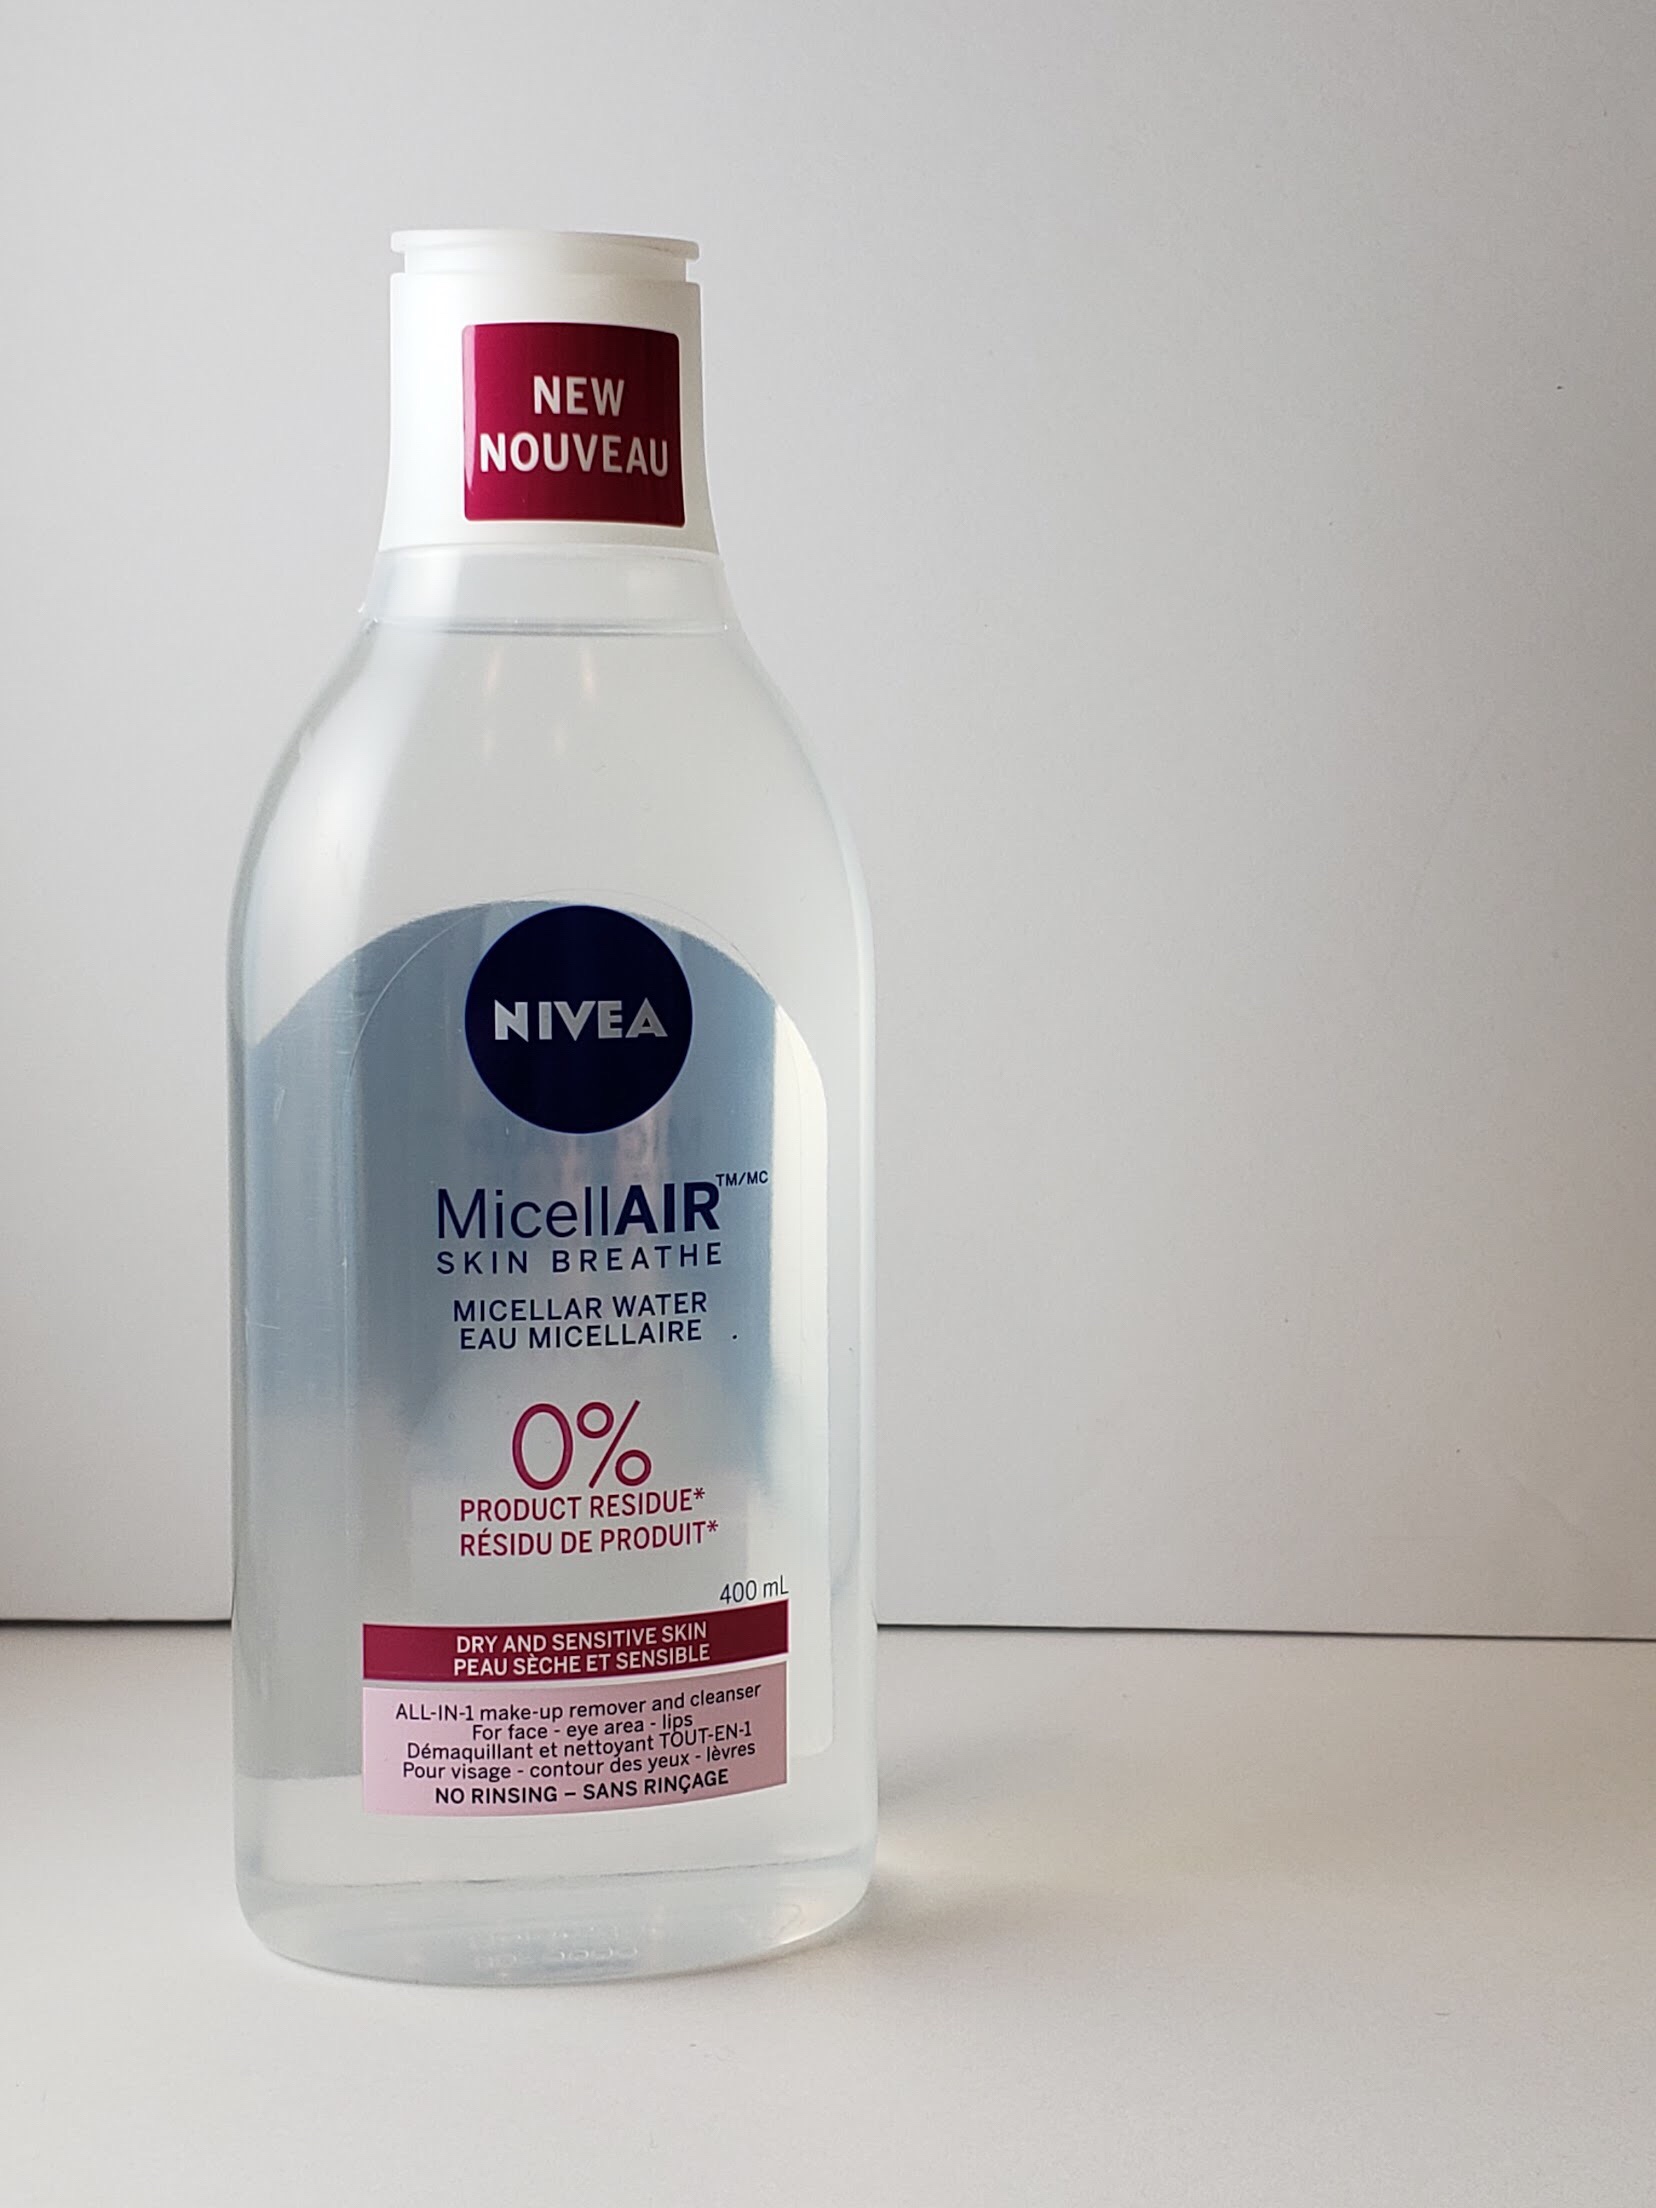 NEW
NOUVEAU
NIVEA
MicellAIR™/MC
SKIN BREATHE
MICELLAR WATER
EAU MICELLAIRE
0%
PRODUCT RESIDUE*
RÉSIDU DE PRODUIT*
400 mL
DRY AND SENSITIVE SKIN
PEAU SÈCHE ET SENSIBLE
ALL-IN-1 make-up remover and cleanser
For face - eye area - lips
Démaquillant et nettoyant TOUT-EN-1
Pour visage - contour des yeux - lèvres
NO RINSING – SANS RINÇAGE